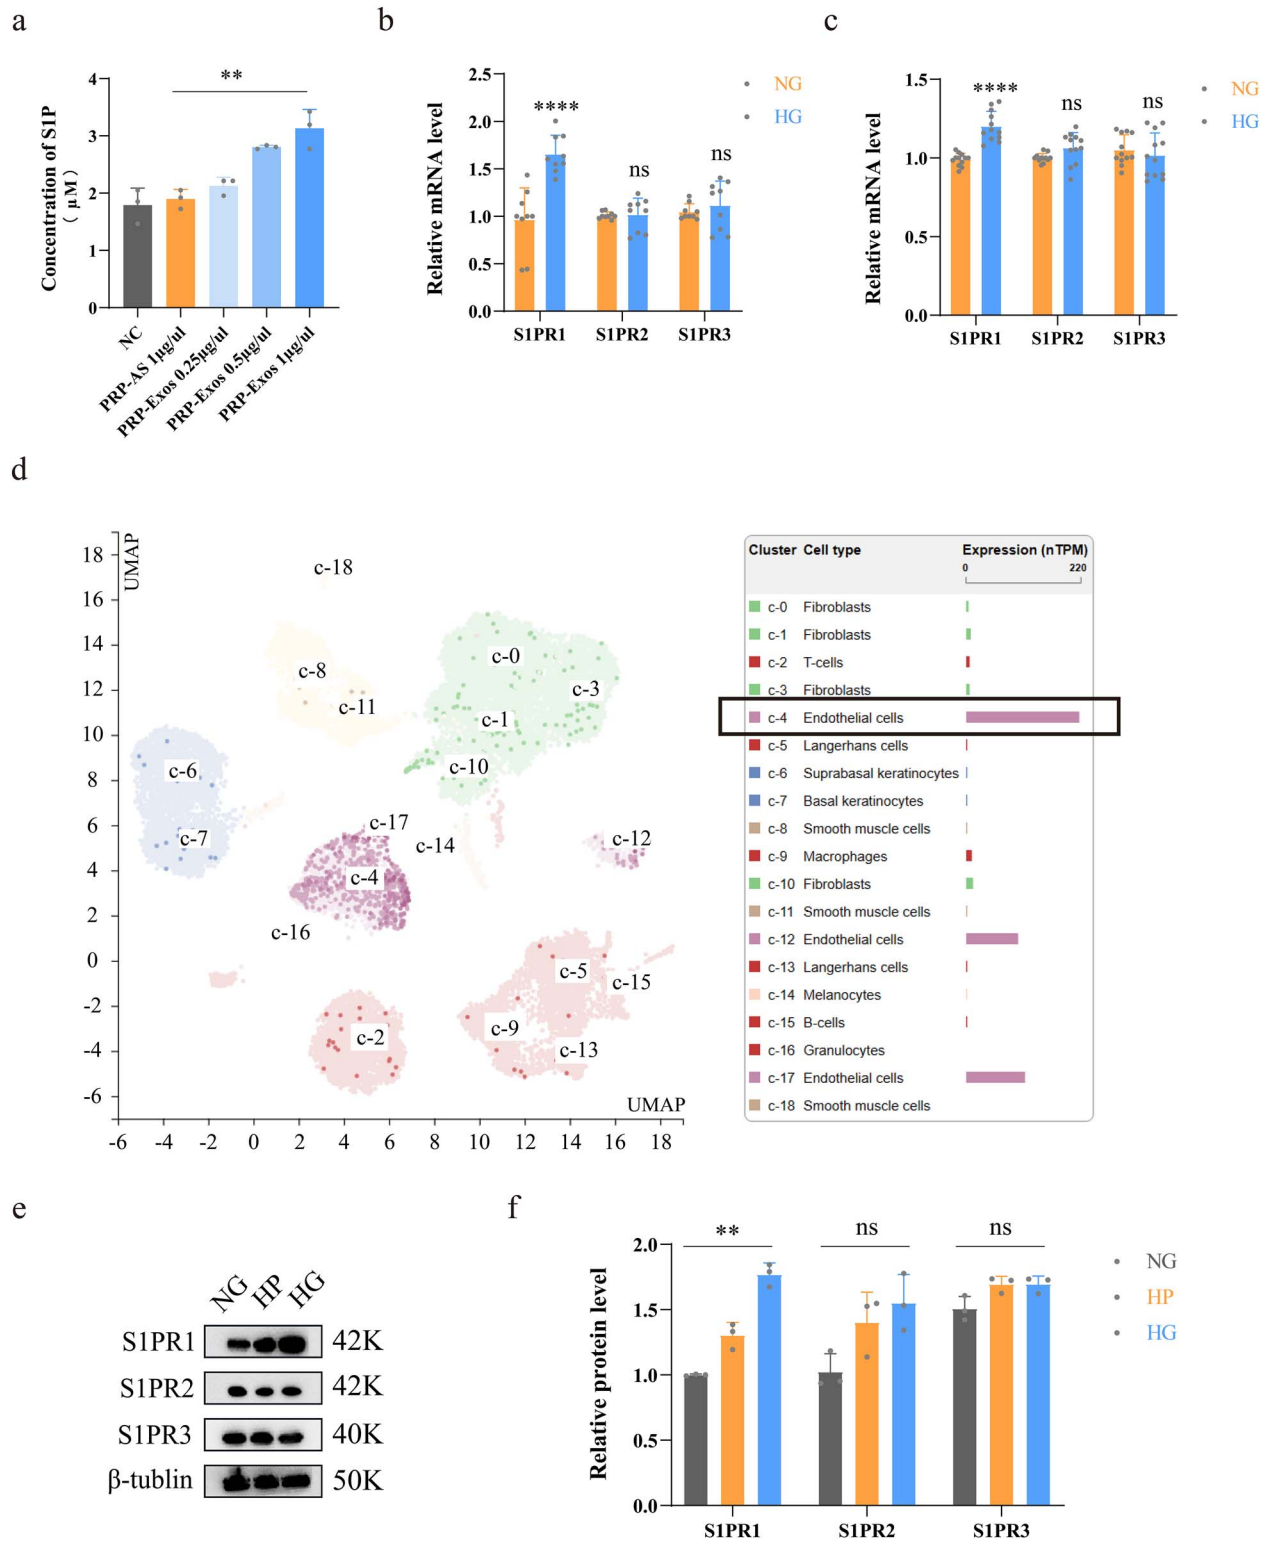 a
Concentration of S1P
( μM )
4
3
2
1
0
**
NC
PRP-AS 1μg/ul
PRP-Exos 0.25μg/ul
PRP-Exos 0.5μg/ul
PRP-Exos 1μg/ul
b
Relative mRNA level
2.5
2.0
1.5
1.0
0.5
0.0
****
ns
ns
S1PR1 S1PR2 S1PR3
NG
HG
c
Relative mRNA level
1.5
1.0
0.5
0.0
****
ns
ns
S1PR1 S1PR2 S1PR3
NG
HG
d
UMAP
18
16
14
12
10
8
6
4
2
0
-2
-4
-6
c-18
c-0
c-8
c-3
c-11
c-1
c-10
c-6
c-17
c-7
c-14
c-12
c-4
c-16
c-5
c-15
c-9
c-2
c-13
UMAP
-6 -4 -2 0 2 4 6 8 10 12 14 16 18
Cluster Cell type Expression (nTPM)
0 220
c-0 Fibroblasts
c-1 Fibroblasts
c-2 T-cells
c-3 Fibroblasts
c-4 Endothelial cells
c-5 Langerhans cells
c-6 Suprabasal keratinocytes
c-7 Basal keratinocytes
c-8 Smooth muscle cells
c-9 Macrophages
c-10 Fibroblasts
c-11 Smooth muscle cells
c-12 Endothelial cells
c-13 Langerhans cells
c-14 Melanocytes
c-15 B-cells
c-16 Granulocytes
c-17 Endothelial cells
c-18 Smooth muscle cells
e
NG HP HG
S1PR1 42K
S1PR2 42K
S1PR3 40K
β-tublin 50K
f
Relative protein level
2.0
1.5
1.0
0.5
0.0
**
ns
ns
S1PR1 S1PR2 S1PR3
NG
HP
HG